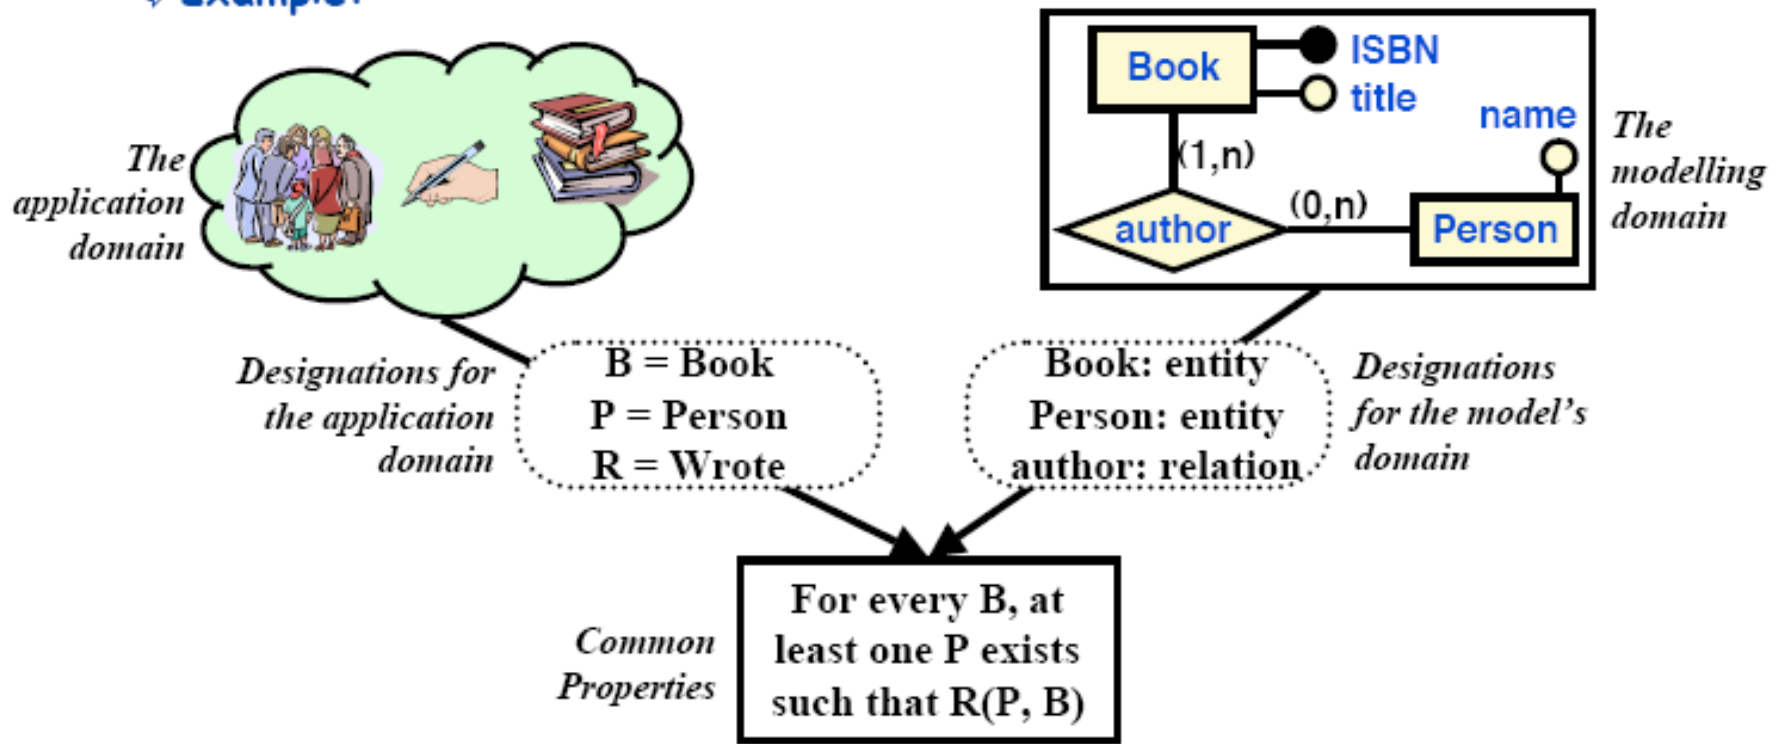 example:
The
application
domain
Book
ISBN
title
name
(1,n)
(0,n)
author
Person
The
modelling
domain
Designations for
the application
domain
B = Book
P = Person
R = Wrote
Book: entity
Person: entity
author: relation
Designations
for the model's
domain
Common
Properties
For every B, at
least one P exists
such that R(P, B)